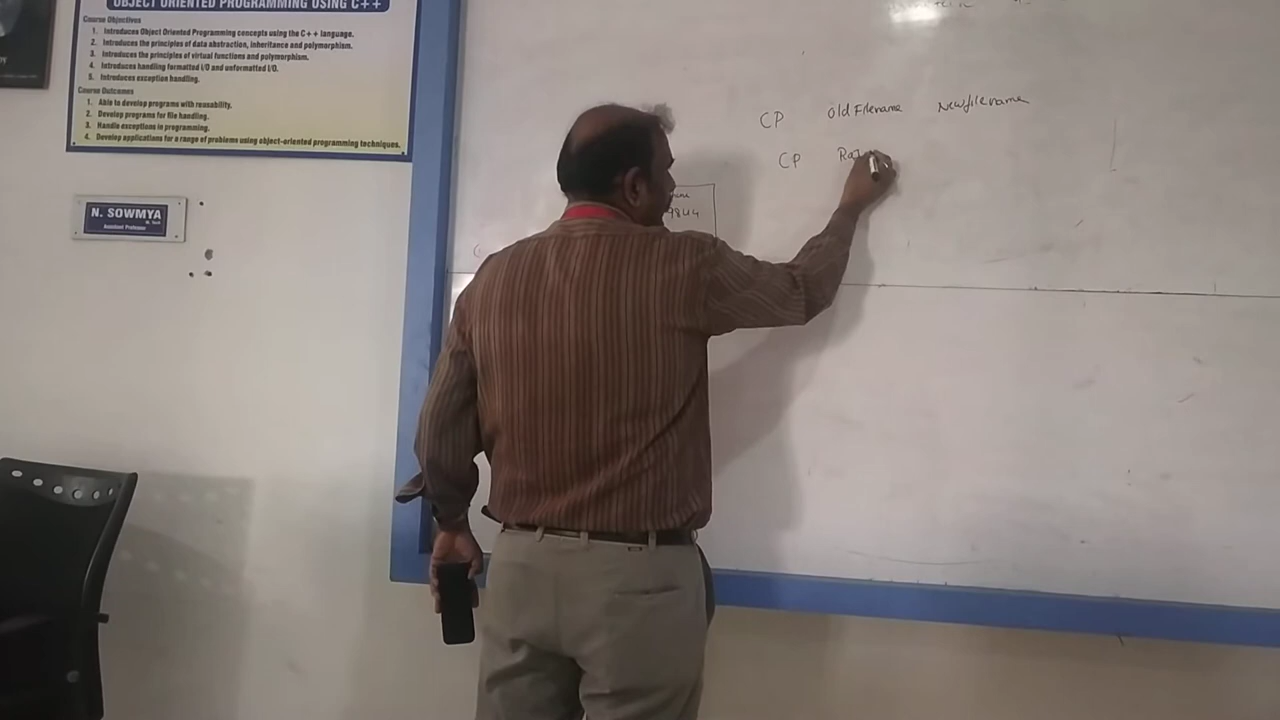 OBJECT ORIENTED PROGRAMMING USING C++
Course Objectives
1. Introduces Object Oriented Programming concepts using the C++ language.
2. Introduces the principles of data abstraction, inheritance and polymorphism.
3. Introduces the principles of virtual functions and polymorphism.
4. Introduces handling formatted I/O and unformatted I/O.
5. Introduces exception handling.
Course Outcomes
1. Able to develop programs with reusability.
2. Develop programs for file handling.
3. Handle exceptions in programming.
4. Develop applications for a range of problems using object-oriented programming techniques.
N. SOWMYA
Assistant Professor
CP Old Filename Newfilename
CP
9844